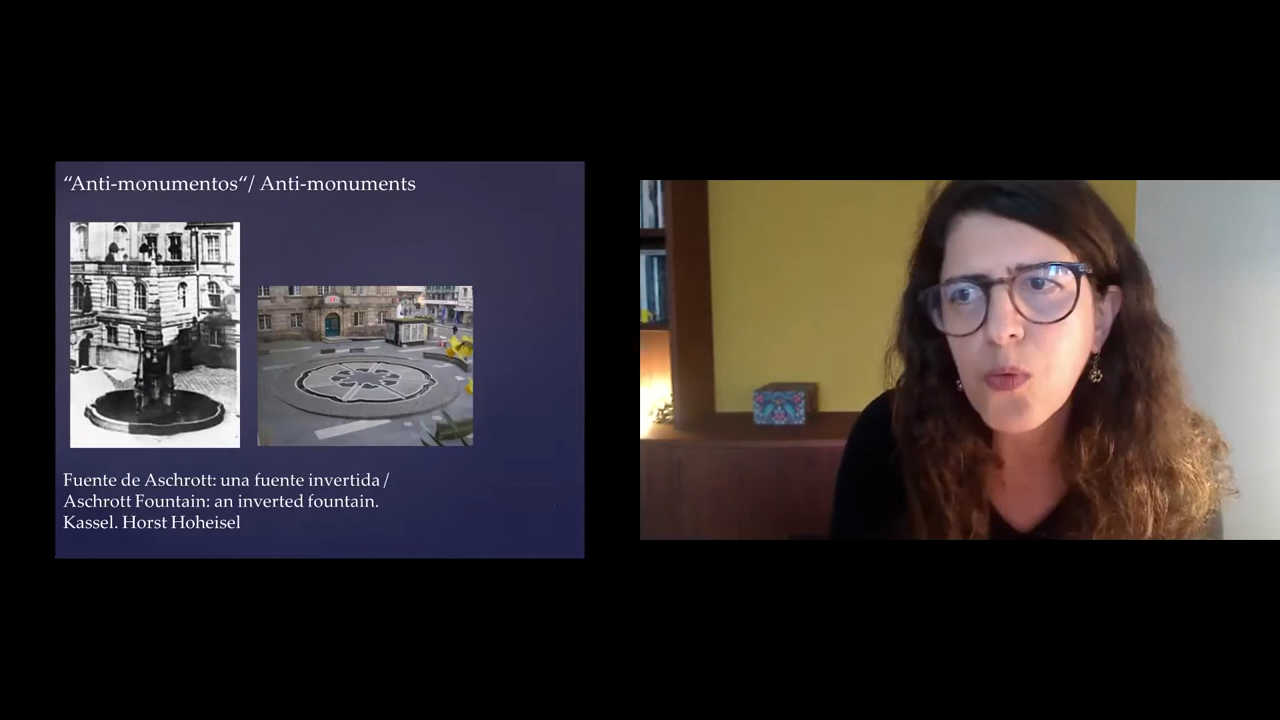 “Anti-monumentos“/ Anti-monuments
Fuente de Aschrott: una fuente invertida /
Aschrott Fountain: an inverted fountain.
Kassel. Horst Hoheisel